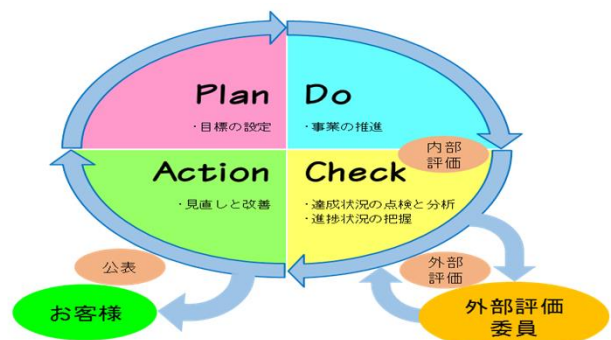 Plan
・目標の設定
Do
・事業の推進
内部
評価
Action
・見直しと改善
Check
・達成状況の点検と分析
・進捗状況の把握
公表
お客様
外部
評価
外部評価
委員